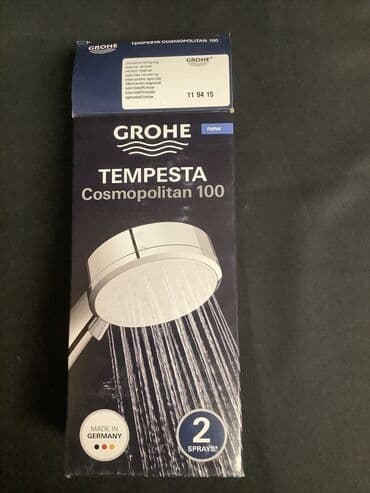 GROHE
TEMPESTA COSMOPOLITAN 100
GROHE®
11 94 15
GROHE
new
TEMPESTA
Cosmopolitan 100
MADE IN
GERMANY
2
SPRAYS*